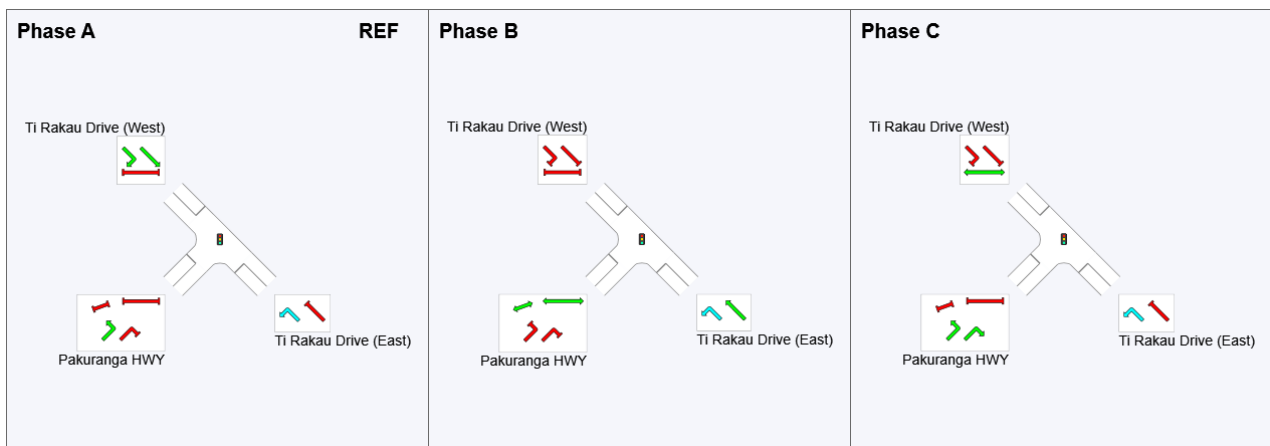 Phase A
REF
Ti Rakau Drive (West)
Pakuranga HWY
Ti Rakau Drive (East)
Phase B
Ti Rakau Drive (West)
Pakuranga HWY
Ti Rakau Drive (East)
Phase C
Ti Rakau Drive (West)
Pakuranga HWY
Ti Rakau Drive (East)